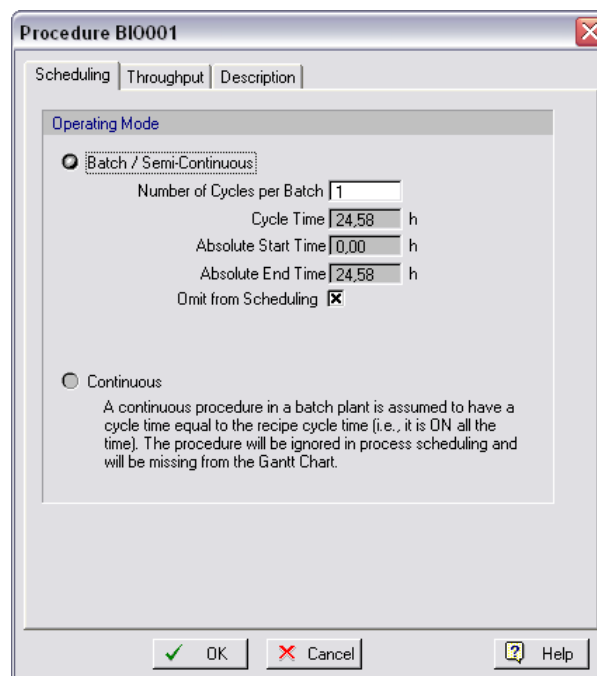 Procedure BIO001
Scheduling Throughput Description
Operating Mode
Batch / Semi-Continuous
Number of Cycles per Batch 1
Cycle Time 24,58 h
Absolute Start Time 0,00 h
Absolute End Time 24,58 h
Omit from Scheduling
Continuous
A continuous procedure in a batch plant is assumed to have a
cycle time equal to the recipe cycle time (i.e., it is ON all the
time). The procedure will be ignored in process scheduling and
will be missing from the Gantt Chart.
OK Cancel Help